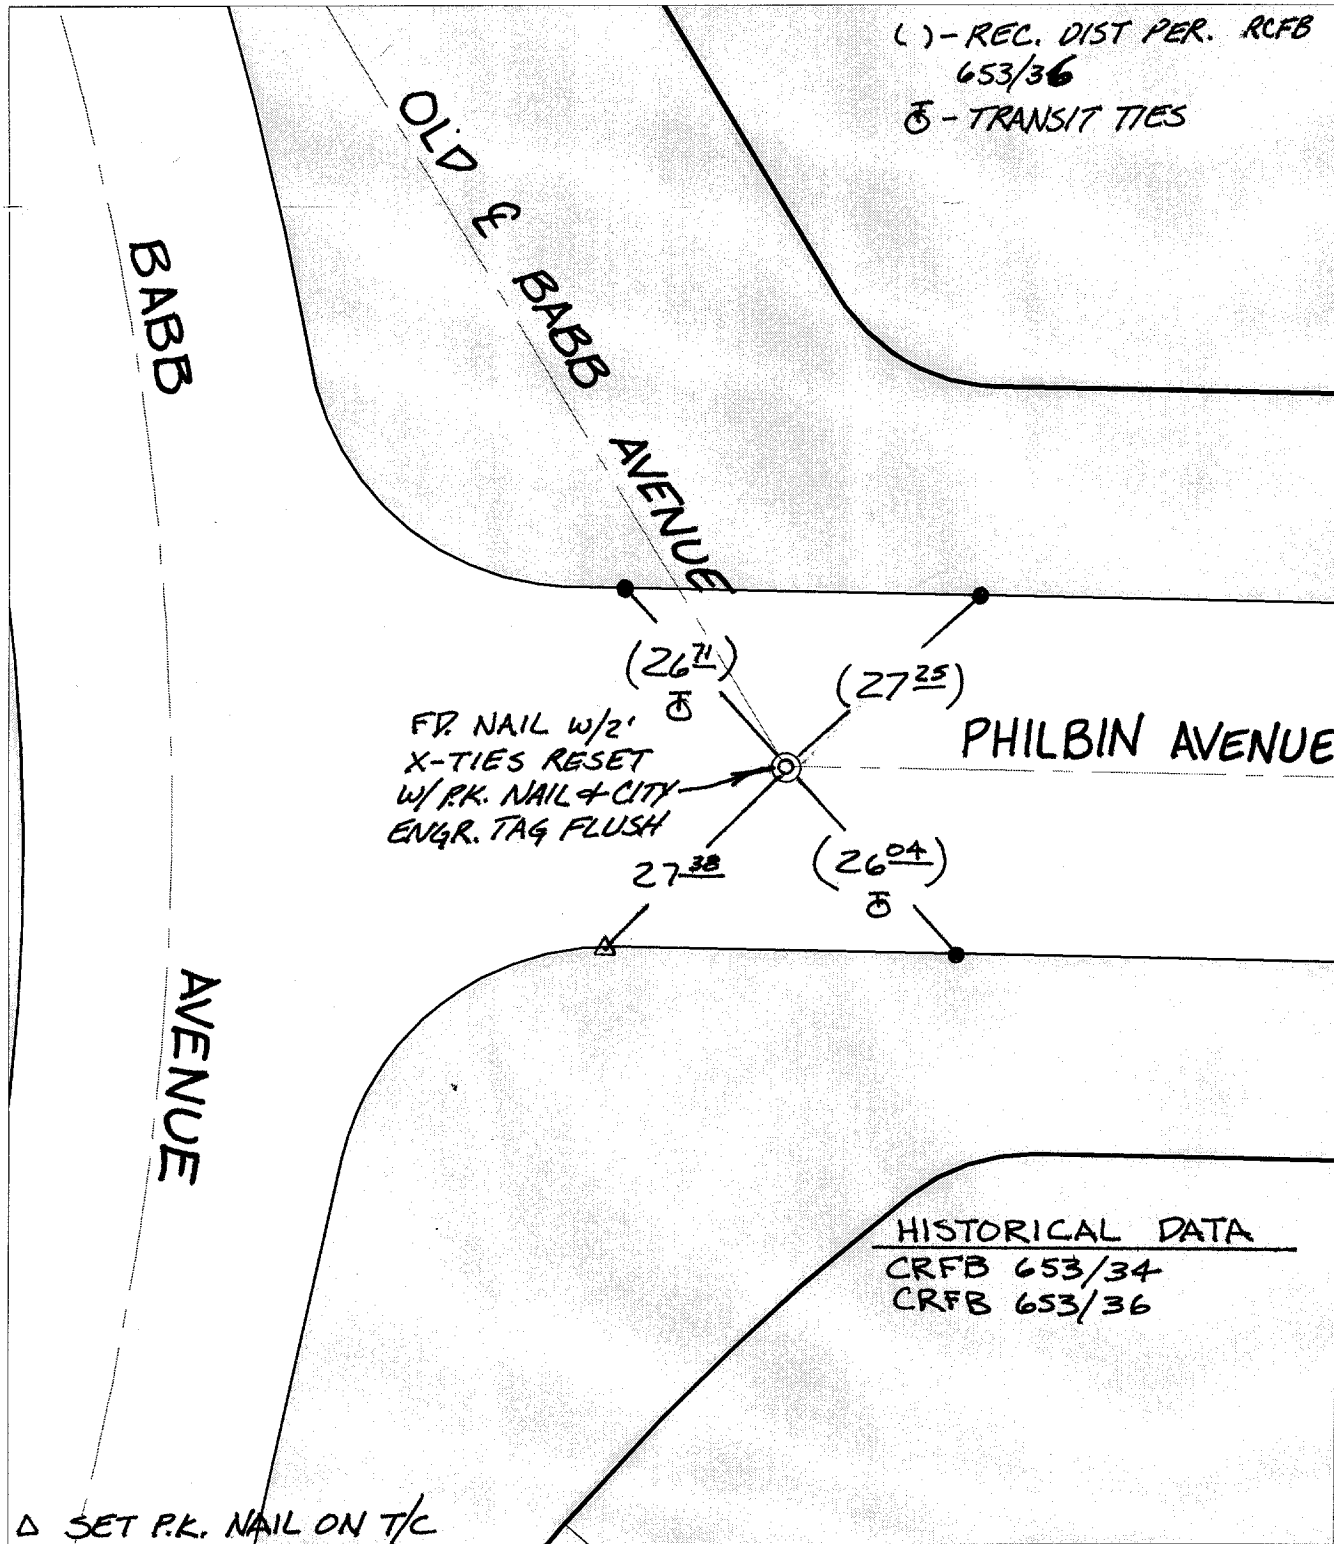 ( ) - REC. DIST PER. RCFB
653/36
- TRANSIT TIES
OLD ℄ BABB AVENUE
BABB AVENUE
(26 71)
(27 25)
FD. NAIL W/2'
X-TIES RESET
W/ P.K. NAIL & CITY
ENGR. TAG FLUSH
PHILBIN AVENUE
27 38
(26 04)
HISTORICAL DATA
CRFB 653/34
CRFB 653/36
△ SET P.K. NAIL ON T/C